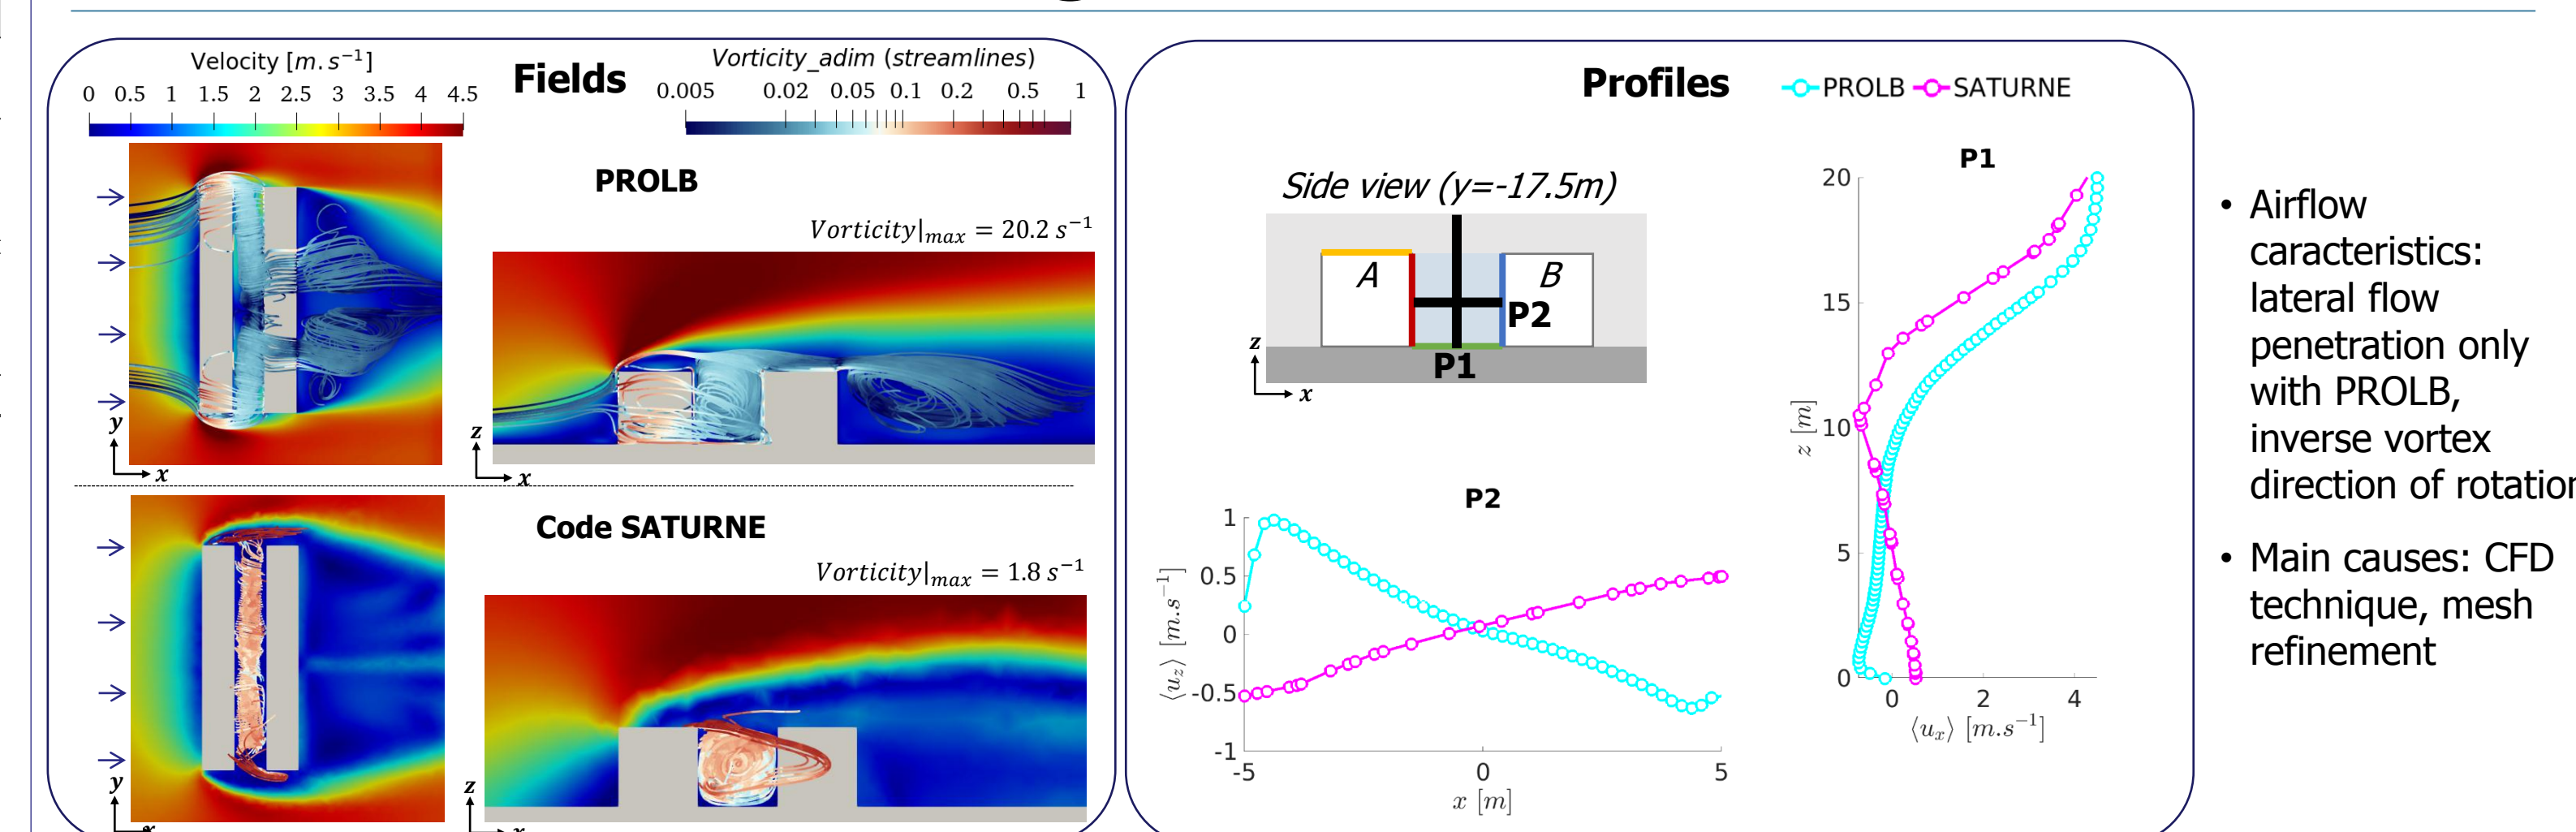 Velocity [m.s⁻¹]
0 0.5 1 1.5 2 2.5 3 3.5 4 4.5
Fields
Vorticity_adim (streamlines)
0.005 0.02 0.05 0.1 0.2 0.5 1
PROLB
Vorticity|max = 20.2 s⁻¹
y
x
z
x
Code SATURNE
Vorticity|max = 1.8 s⁻¹
y
x
z
x
Profiles
PROLB SATURNE
Side view (y=-17.5m)
A
B
P2
P1
z
x
P2
1
0.5
0
-0.5
-1
⟨u_z⟩ [m.s⁻¹]
-5 0 5
x [m]
P1
20
15
10
5
0
z [m]
0 2 4
⟨u_x⟩ [m.s⁻¹]
• Airflow
caracteristics:
lateral flow
penetration only
with PROLB,
inverse vortex
direction of rotation
• Main causes: CFD
technique, mesh
refinement